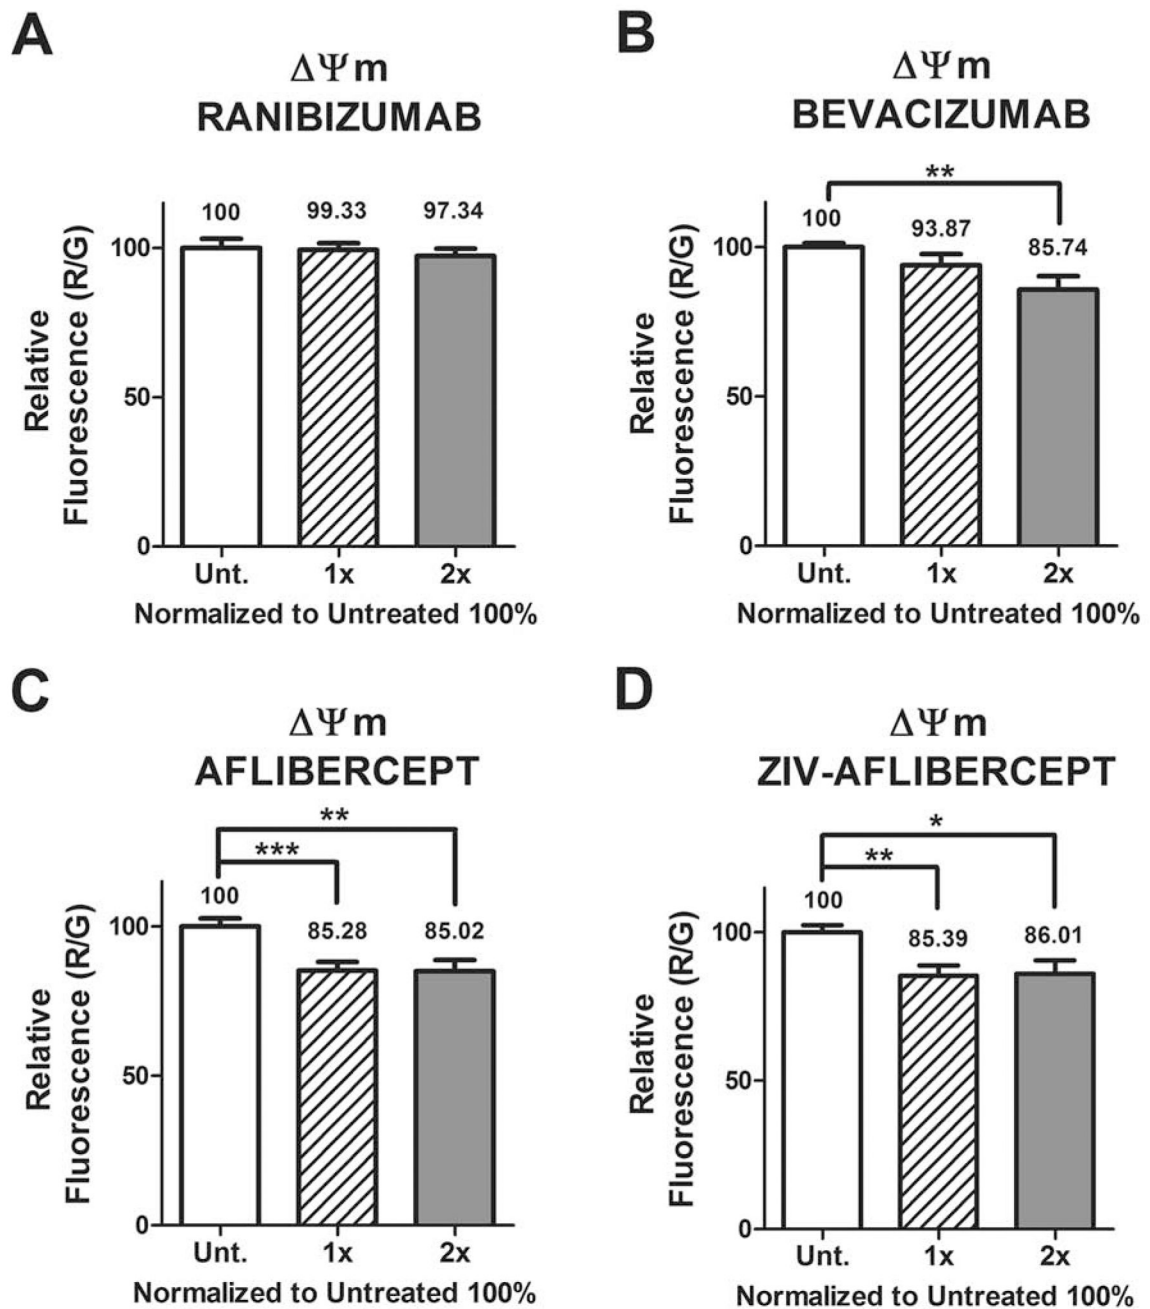 A
ΔΨm
RANIBIZUMAB
100
99.33
97.34
100
50
0
Relative
Fluorescence (R/G)
Unt.
1x
2x
Normalized to Untreated 100%
B
ΔΨm
BEVACIZUMAB
**
100
93.87
85.74
100
50
0
Relative
Fluorescence (R/G)
Unt.
1x
2x
Normalized to Untreated 100%
C
ΔΨm
AFLIBERCEPT
**
***
100
85.28
85.02
100
50
0
Relative
Fluorescence (R/G)
Unt.
1x
2x
Normalized to Untreated 100%
D
ΔΨm
ZIV-AFLIBERCEPT
*
**
100
85.39
86.01
100
50
0
Relative
Fluorescence (R/G)
Unt.
1x
2x
Normalized to Untreated 100%